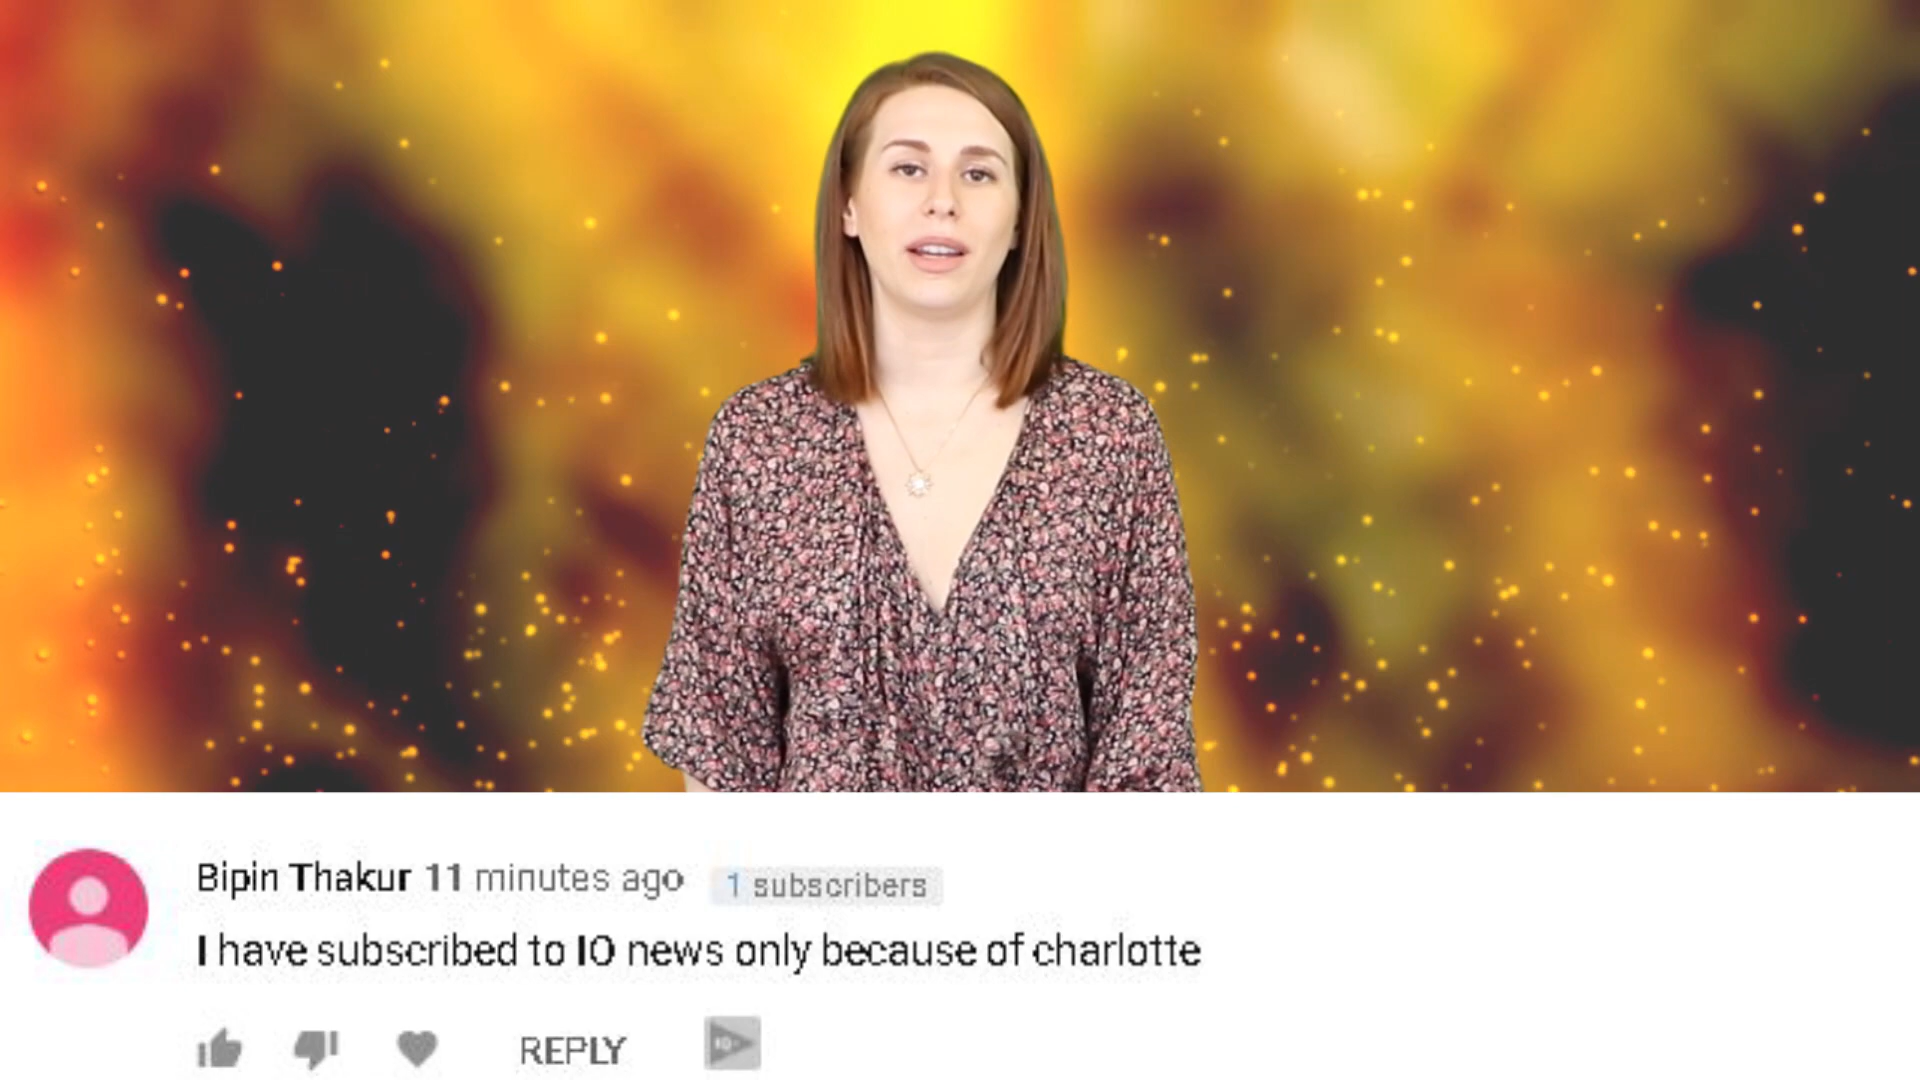 Bipin Thakur 11 minutes ago 1 subscribers
I have subscribed to IO news only because of charlotte
REPLY